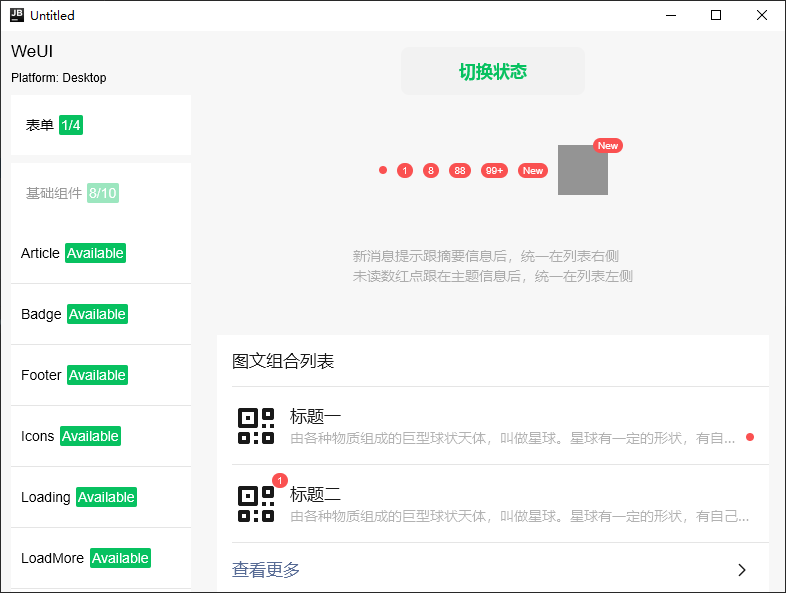 JB Untitled
WeUI
Platform: Desktop
表单 1/4
基础组件 8/10
Article Available
Badge Available
Footer Available
Icons Available
Loading Available
LoadMore Available
切换状态
1 8 88 99+ New New
新消息提示跟摘要信息后，统一在列表右侧
未读数红点跟在主题信息后，统一在列表左侧
图文组合列表
标题一
由各种物质组成的巨型球状天体，叫做星球。星球有一定的形状，有自...
1
标题二
由各种物质组成的巨型球状天体，叫做星球。星球有一定的形状，有自己...
查看更多